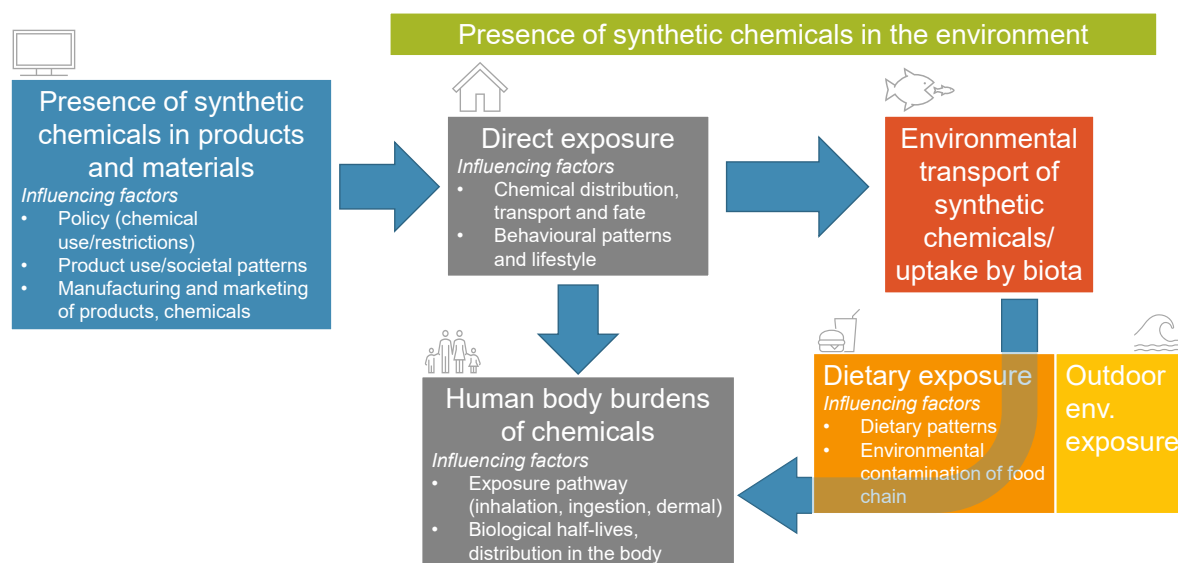 Presence of synthetic chemicals in the environment
Presence of synthetic
chemicals in products
and materials
Influencing factors
• Policy (chemical
use/restrictions)
• Product use/societal patterns
• Manufacturing and marketing
of products, chemicals
Direct exposure
Influencing factors
• Chemical distribution,
transport and fate
• Behavioural patterns
and lifestyle
Environmental
transport of
synthetic
chemicals/
uptake by biota
Human body burdens
of chemicals
Influencing factors
• Exposure pathway
(inhalation, ingestion, dermal)
• Biological half-lives,
distribution in the body
Dietary exposure
Influencing factors
• Dietary patterns
• Environmental
contamination of food
chain
Outdoor
env.
exposure